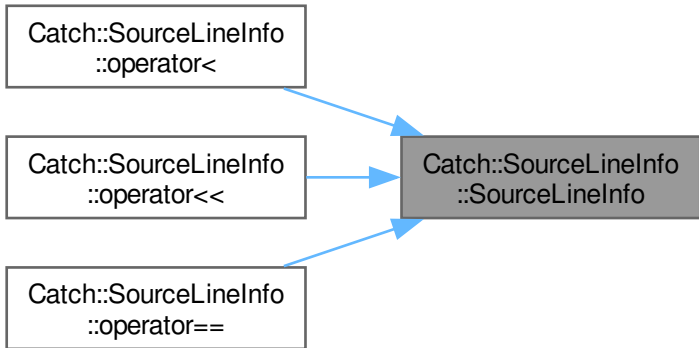 Catch::SourceLineInfo
::operator<
Catch::SourceLineInfo
::operator<<
Catch::SourceLineInfo
::operator==
Catch::SourceLineInfo
::SourceLineInfo